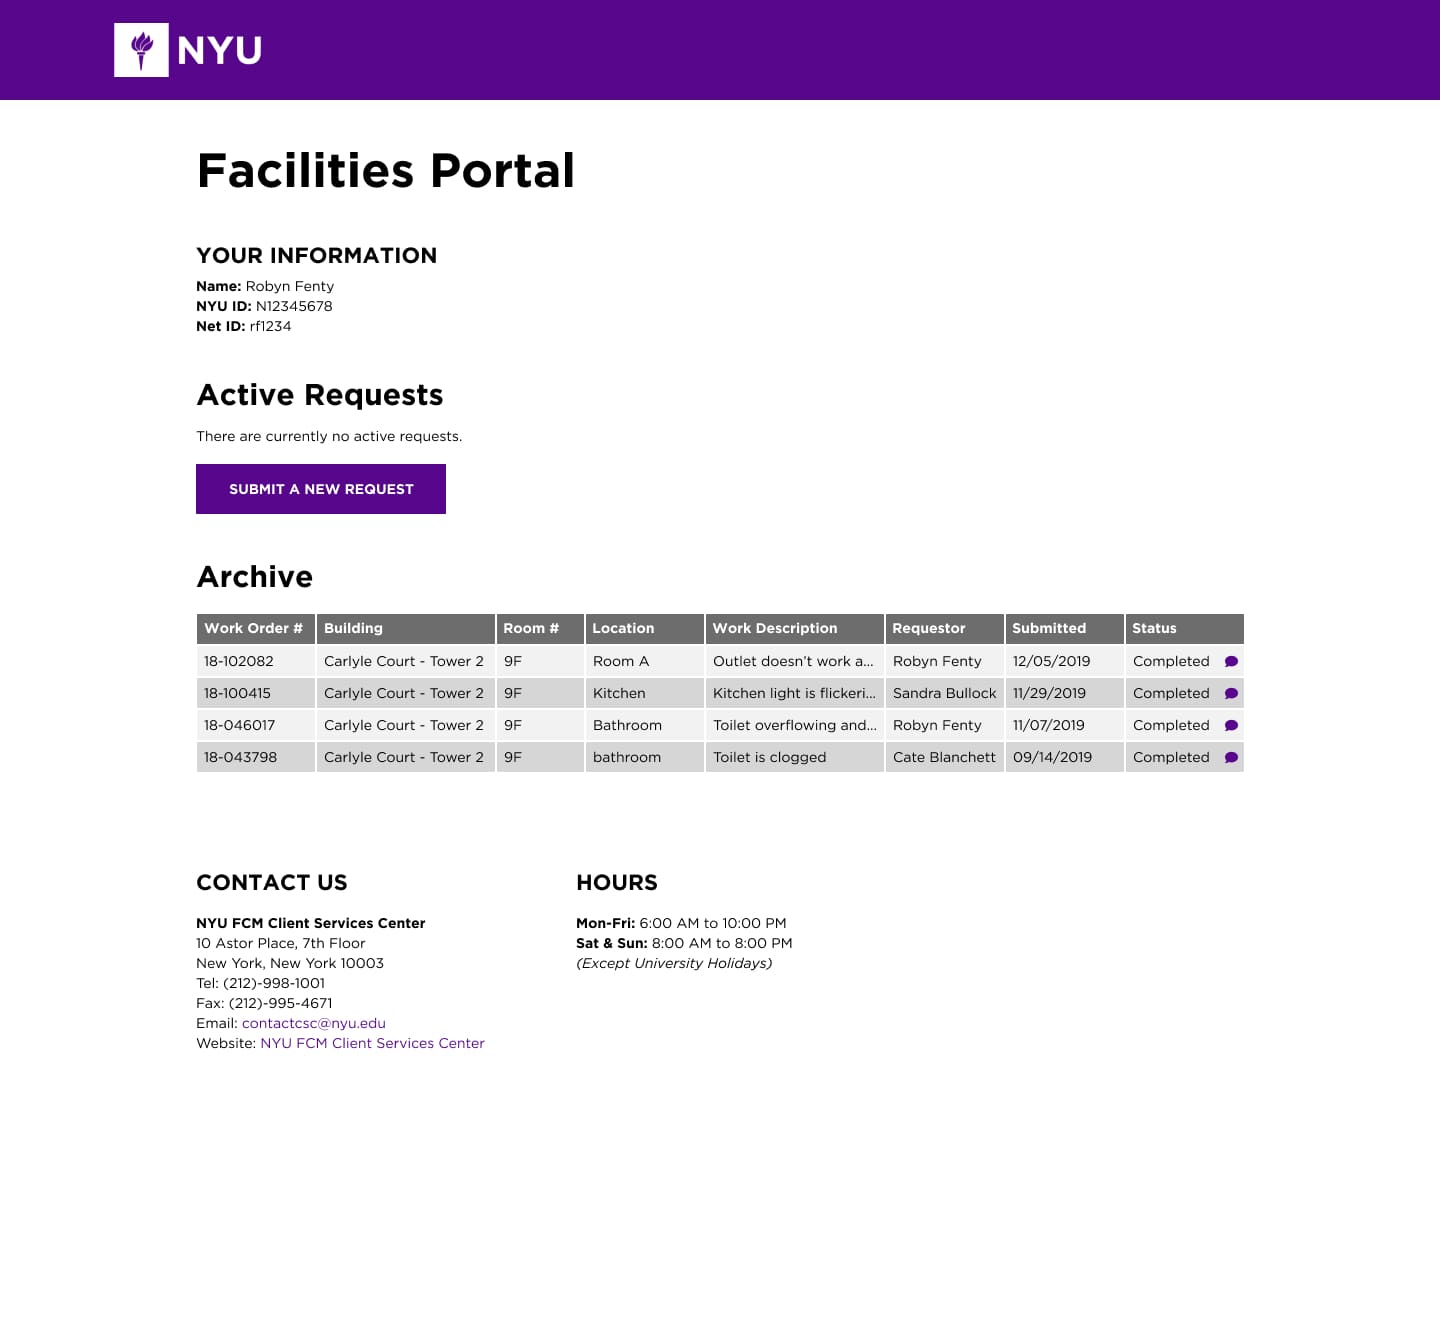 NYU
Facilities Portal
YOUR INFORMATION
Name: Robyn Fenty
NYU ID: N12345678
Net ID: rf1234
Active Requests
There are currently no active requests.
SUBMIT A NEW REQUEST
Archive
Work Order # Building Room # Location Work Description Requestor Submitted Status
18-102082 Carlyle Court - Tower 2 9F Room A Outlet doesn’t work a... Robyn Fenty 12/05/2019 Completed
18-100415 Carlyle Court - Tower 2 9F Kitchen Kitchen light is flickeri... Sandra Bullock 11/29/2019 Completed
18-046017 Carlyle Court - Tower 2 9F Bathroom Toilet overflowing and... Robyn Fenty 11/07/2019 Completed
18-043798 Carlyle Court - Tower 2 9F bathroom Toilet is clogged Cate Blanchett 09/14/2019 Completed
CONTACT US
NYU FCM Client Services Center
10 Astor Place, 7th Floor
New York, New York 10003
Tel: (212)-998-1001
Fax: (212)-995-4671
Email: contactcsc@nyu.edu
Website: NYU FCM Client Services Center
HOURS
Mon-Fri: 6:00 AM to 10:00 PM
Sat & Sun: 8:00 AM to 8:00 PM
(Except University Holidays)